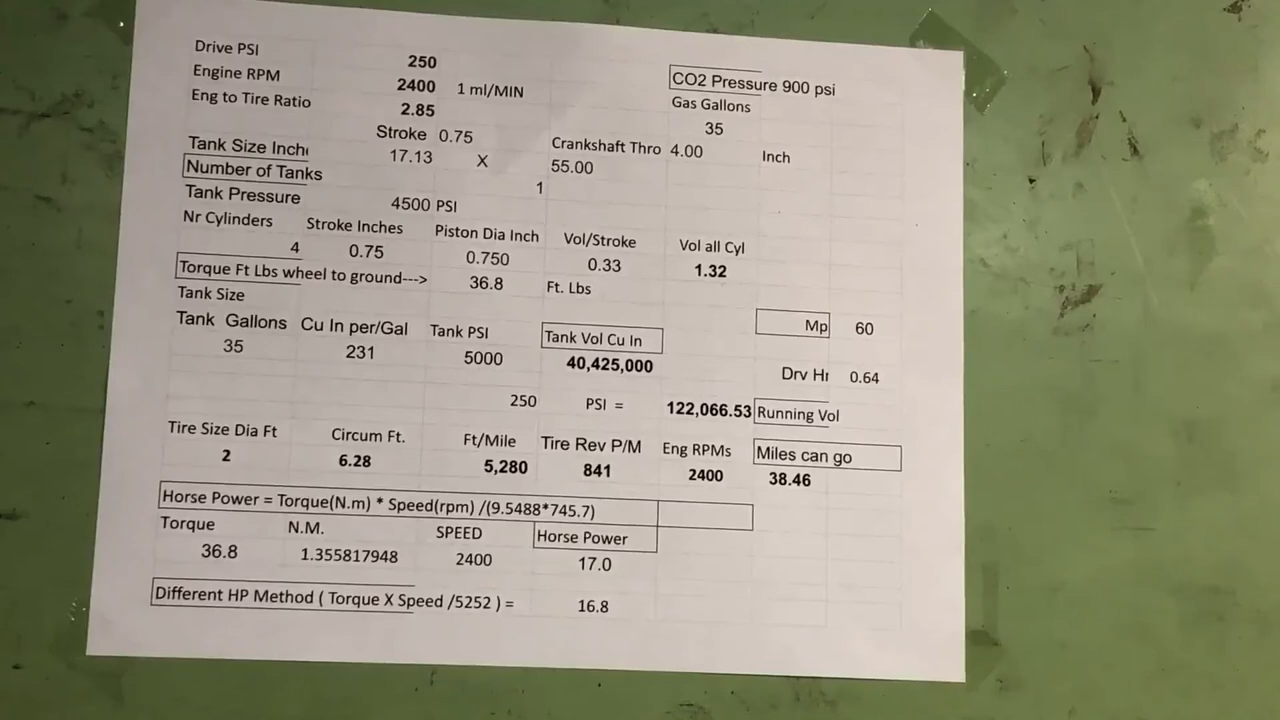 Drive PSI 250
CO2 Pressure 900 psi
Engine RPM 2400 1 ml/MIN
Gas Gallons
Eng to Tire Ratio 2.85
35
Stroke 0.75
Crankshaft Thro 4.00 Inch
Tank Size Inch 17.13 X 55.00
Number of Tanks 1
Tank Pressure 4500 PSI
Nr Cylinders Stroke Inches Piston Dia Inch Vol/Stroke Vol all Cyl
4 0.75 0.750 0.33 1.32
Torque Ft Lbs wheel to ground---> 36.8 Ft. Lbs
Tank Size
Mp 60
Tank Gallons Cu In per/Gal Tank PSI Tank Vol Cu In
35 231 5000 40,425,000
Drv Hr 0.64
250 PSI = 122,066.53 Running Vol
Tire Size Dia Ft Circum Ft. Ft/Mile Tire Rev P/M Eng RPMs Miles can go
2 6.28 5,280 841 2400 38.46
Horse Power = Torque(N.m) * Speed(rpm) /(9.5488*745.7)
Torque N.M. SPEED Horse Power
36.8 1.355817948 2400 17.0
Different HP Method ( Torque X Speed /5252 ) = 16.8